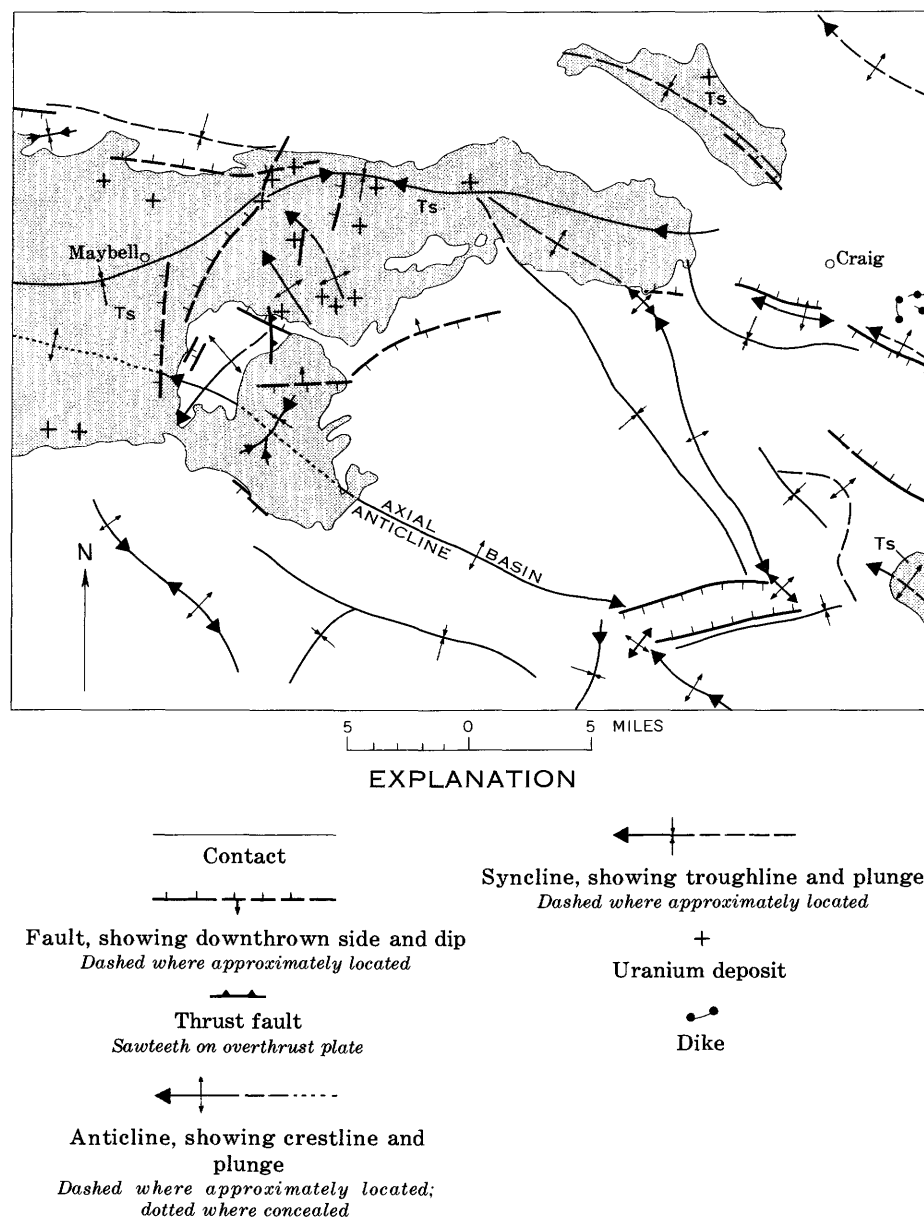 Ts
Ts
Maybell
Craig
Ts
Ts
AXIAL
ANTICLINE
BASIN
N
5 0 5 MILES
EXPLANATION
Contact
Fault, showing downthrown side and dip
Dashed where approximately located
Thrust fault
Sawteeth on overthrust plate
Anticline, showing crestline and
plunge
Dashed where approximately located;
dotted where concealed
Syncline, showing troughline and plunge
Dashed where approximately located
Uranium deposit
Dike